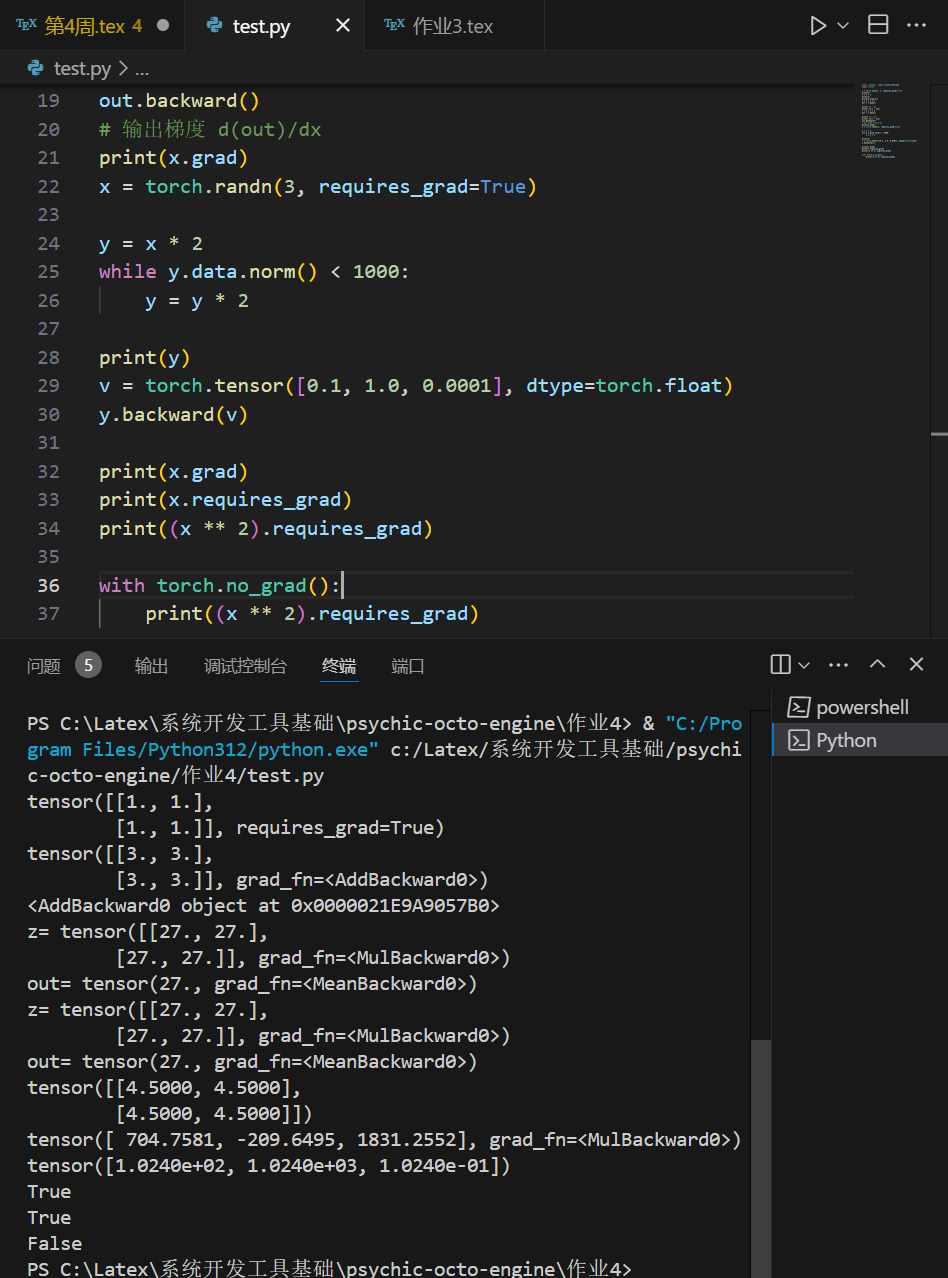 TEX 第4周.tex 4 test.py TEX 作业3.tex
test.py > ...
19 out.backward()
20 # 输出梯度 d(out)/dx
21 print(x.grad)
22 x = torch.randn(3, requires_grad=True)
23
24 y = x * 2
25 while y.data.norm() < 1000:
26     y = y * 2
27
28 print(y)
29 v = torch.tensor([0.1, 1.0, 0.0001], dtype=torch.float)
30 y.backward(v)
31
32 print(x.grad)
33 print(x.requires_grad)
34 print((x ** 2).requires_grad)
35
36 with torch.no_grad():
37     print((x ** 2).requires_grad)
问题 5 输出 调试控制台 终端 端口
powershell
Python
PS C:\Latex\系统开发工具基础\psychic-octo-engine\作业4> & "C:/Pro
gram Files/Python312/python.exe" c:/Latex/系统开发工具基础/psychi
c-octo-engine/作业4/test.py
tensor([[1., 1.],
        [1., 1.]], requires_grad=True)
tensor([[3., 3.],
        [3., 3.]], grad_fn=<AddBackward0>)
<AddBackward0 object at 0x0000021E9A9057B0>
z= tensor([[27., 27.],
        [27., 27.]], grad_fn=<MulBackward0>)
out= tensor(27., grad_fn=<MeanBackward0>)
z= tensor([[27., 27.],
        [27., 27.]], grad_fn=<MulBackward0>)
out= tensor(27., grad_fn=<MeanBackward0>)
tensor([[4.5000, 4.5000],
        [4.5000, 4.5000]])
tensor([ 704.7581, -209.6495, 1831.2552], grad_fn=<MulBackward0>)
tensor([1.0240e+02, 1.0240e+03, 1.0240e-01])
True
True
False
PS C:\Latex\系统开发工具基础\psychic-octo-engine\作业4>